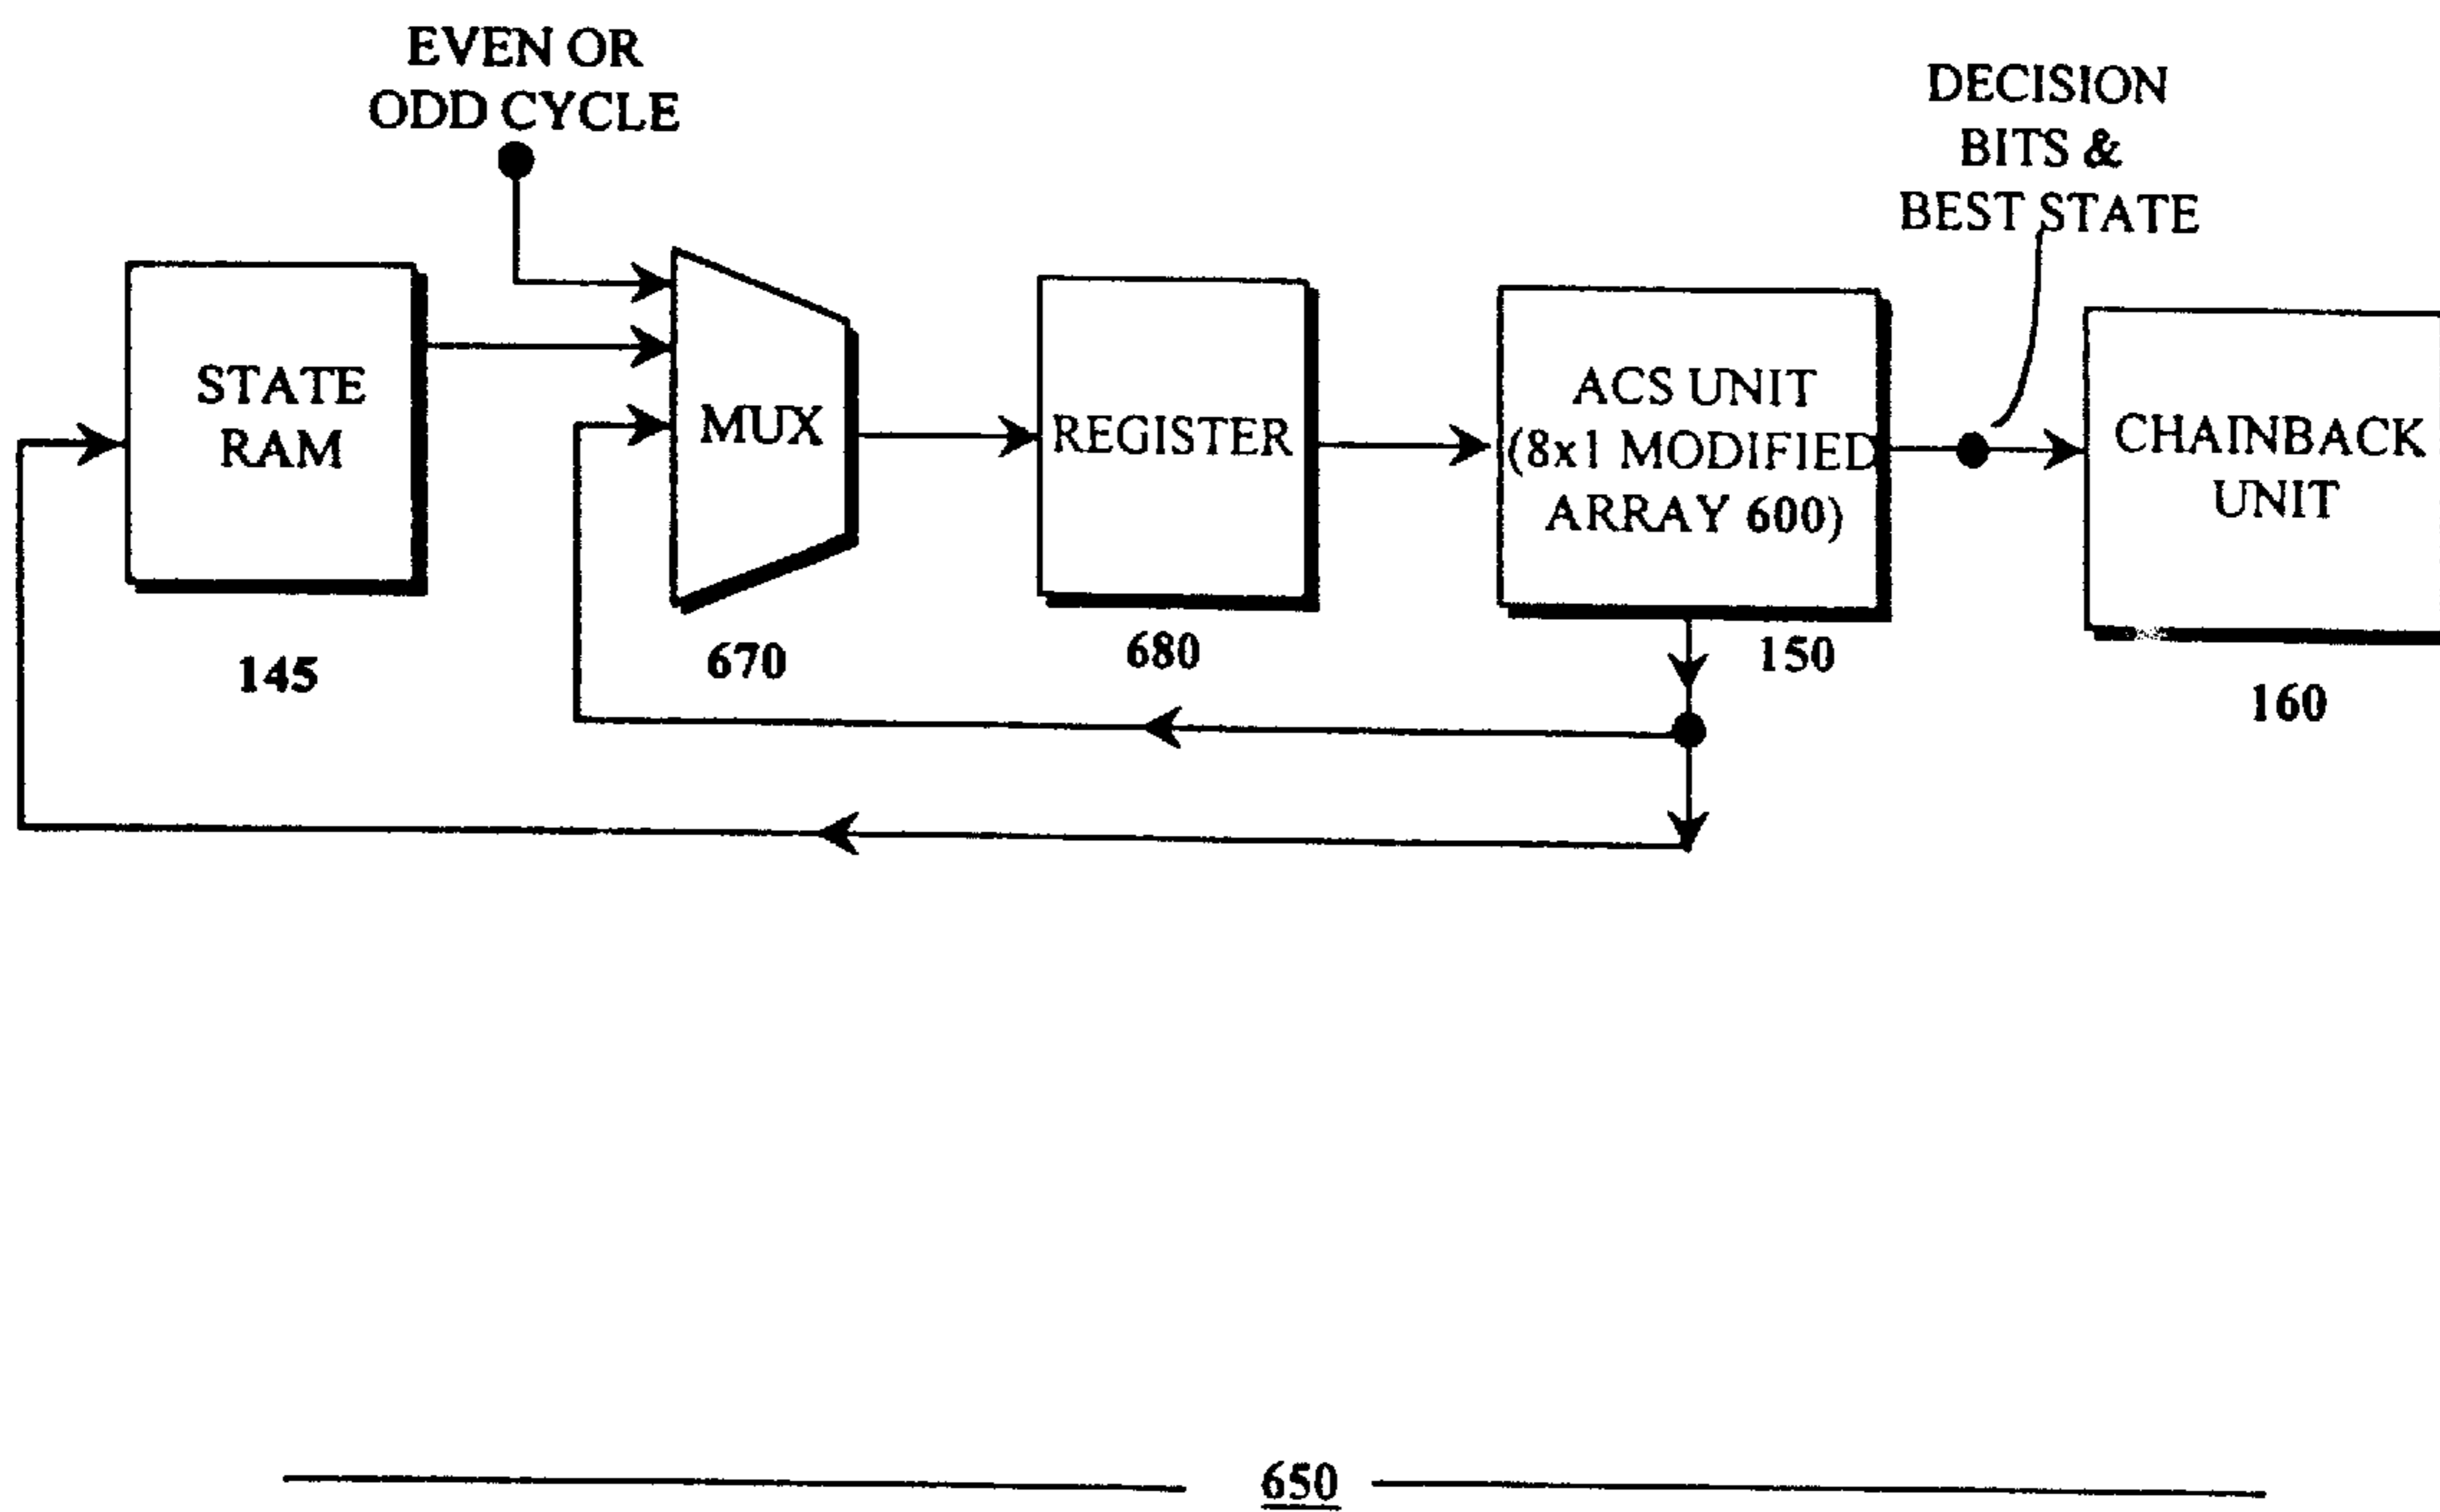 EVEN OR
ODD CYCLE
DECISION
BITS &
BEST STATE
STATE
RAM
MUX
REGISTER
ACS UNIT
(8x1 MODIFIED
ARRAY 600)
CHAINBACK
UNIT
145
670
680
150
160
650